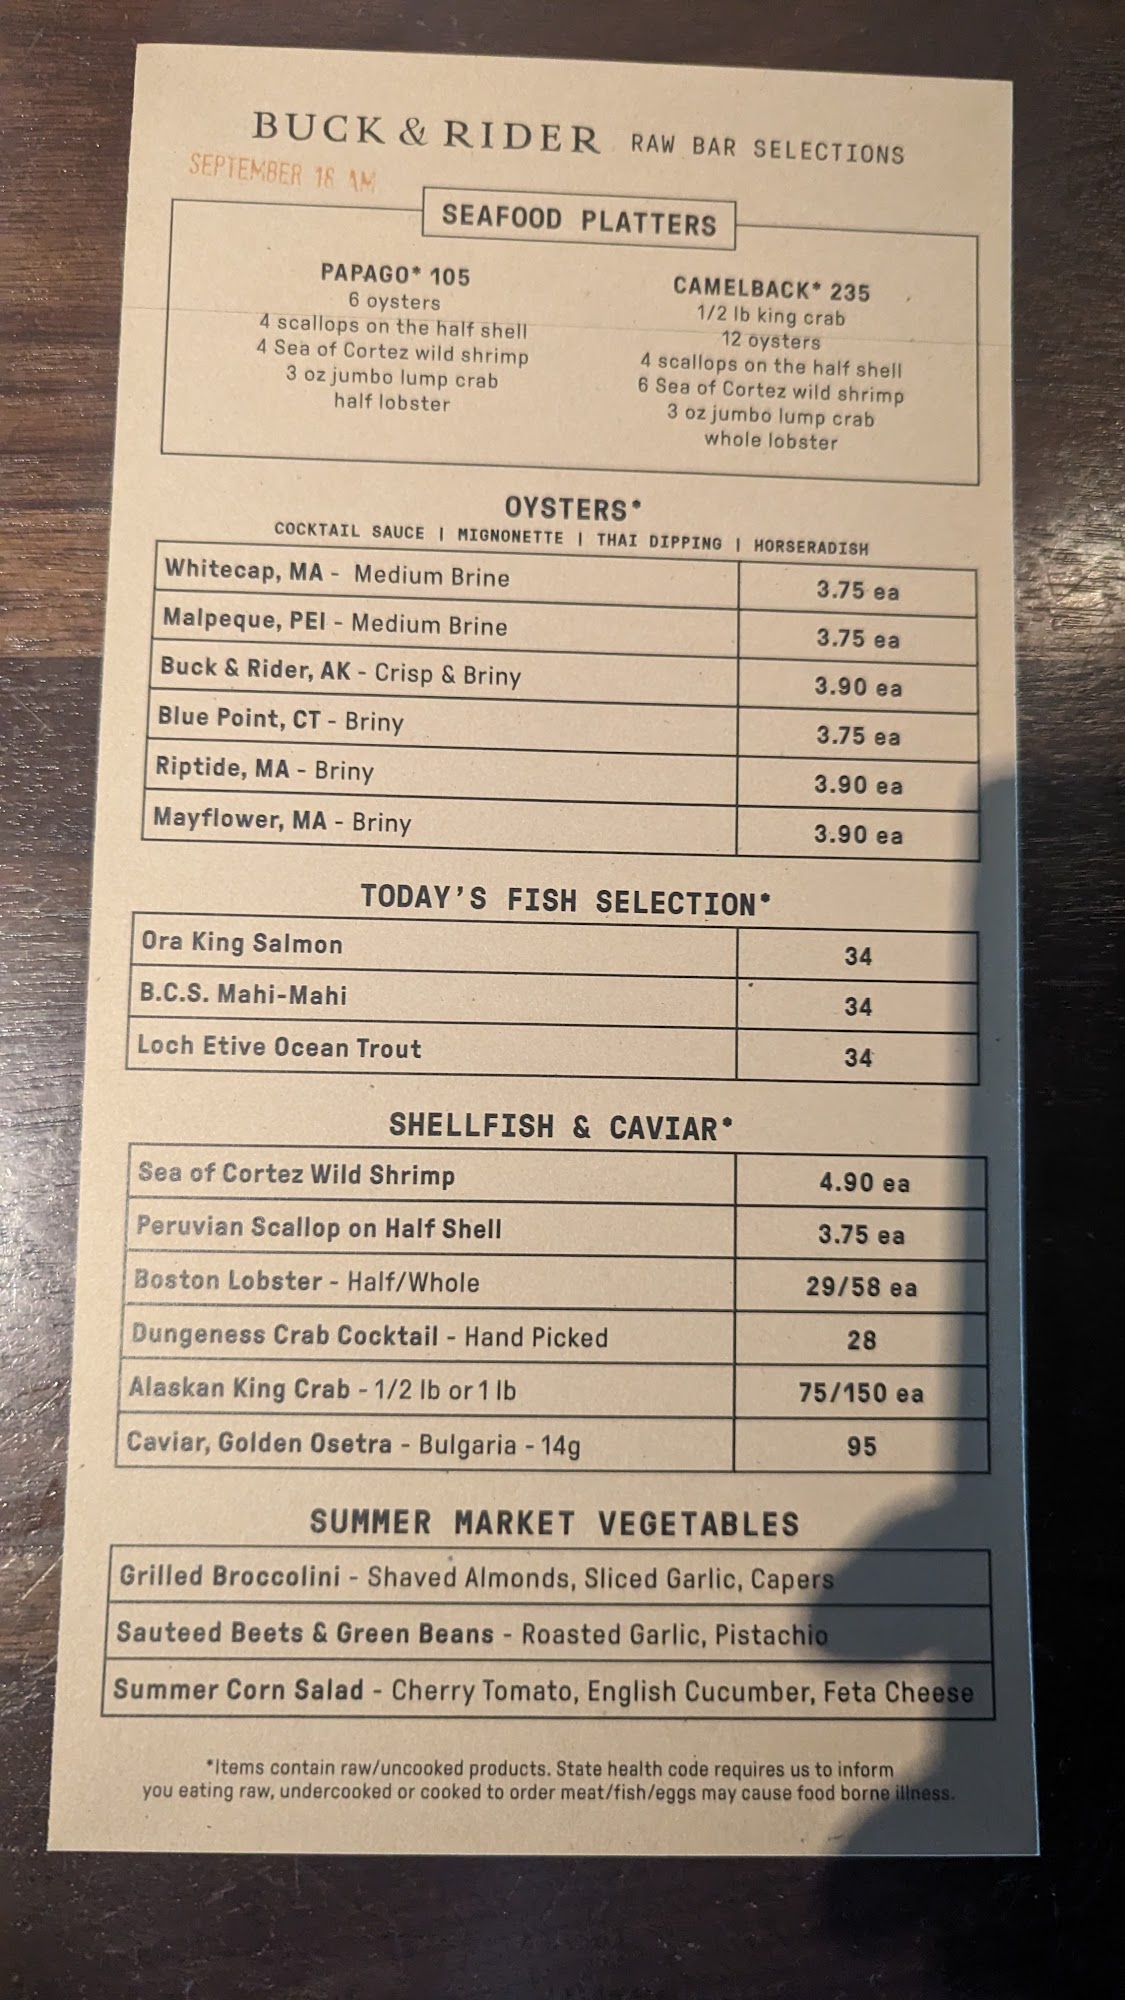 BUCK & RIDER RAW BAR SELECTIONS
SEPTEMBER 18 AM
SEAFOOD PLATTERS
PAPAGO* 105
6 oysters
4 scallops on the half shell
4 Sea of Cortez wild shrimp
3 oz jumbo lump crab
half lobster
CAMELBACK* 235
1/2 lb king crab
12 oysters
4 scallops on the half shell
6 Sea of Cortez wild shrimp
3 oz jumbo lump crab
whole lobster
OYSTERS*
COCKTAIL SAUCE | MIGNONETTE | THAI DIPPING | HORSERADISH
Whitecap, MA - Medium Brine 3.75 ea
Malpeque, PEI - Medium Brine 3.75 ea
Buck & Rider, AK - Crisp & Briny 3.90 ea
Blue Point, CT - Briny 3.75 ea
Riptide, MA - Briny 3.90 ea
Mayflower, MA - Briny 3.90 ea
TODAY'S FISH SELECTION*
Ora King Salmon 34
B.C.S. Mahi-Mahi 34
Loch Etive Ocean Trout 34
SHELLFISH & CAVIAR*
Sea of Cortez Wild Shrimp 4.90 ea
Peruvian Scallop on Half Shell 3.75 ea
Boston Lobster - Half/Whole 29/58 ea
Dungeness Crab Cocktail - Hand Picked 28
Alaskan King Crab - 1/2 lb or 1 lb 75/150 ea
Caviar, Golden Osetra - Bulgaria - 14g 95
SUMMER MARKET VEGETABLES
Grilled Broccolini - Shaved Almonds, Sliced Garlic, Capers
Sauteed Beets & Green Beans - Roasted Garlic, Pistachio
Summer Corn Salad - Cherry Tomato, English Cucumber, Feta Cheese
*Items contain raw/uncooked products. State health code requires us to inform
you eating raw, undercooked or cooked to order meat/fish/eggs may cause food borne illness.